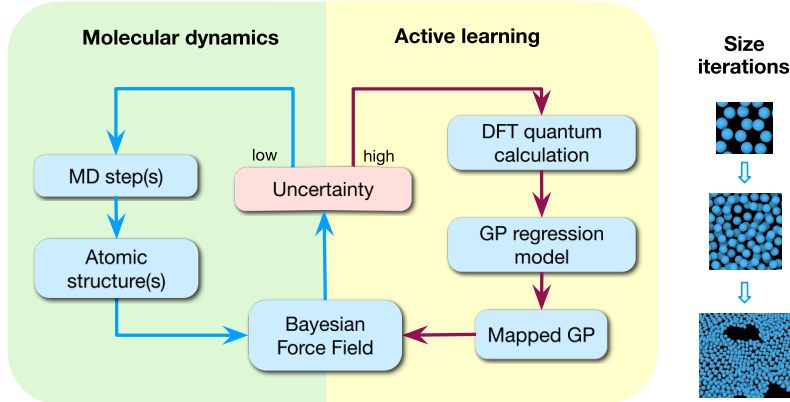 Molecular dynamics
Active learning
Size
iterations
low
high
MD step(s)
Uncertainty
DFT quantum
calculation
Atomic
structure(s)
GP regression
model
Bayesian
Force Field
Mapped GP